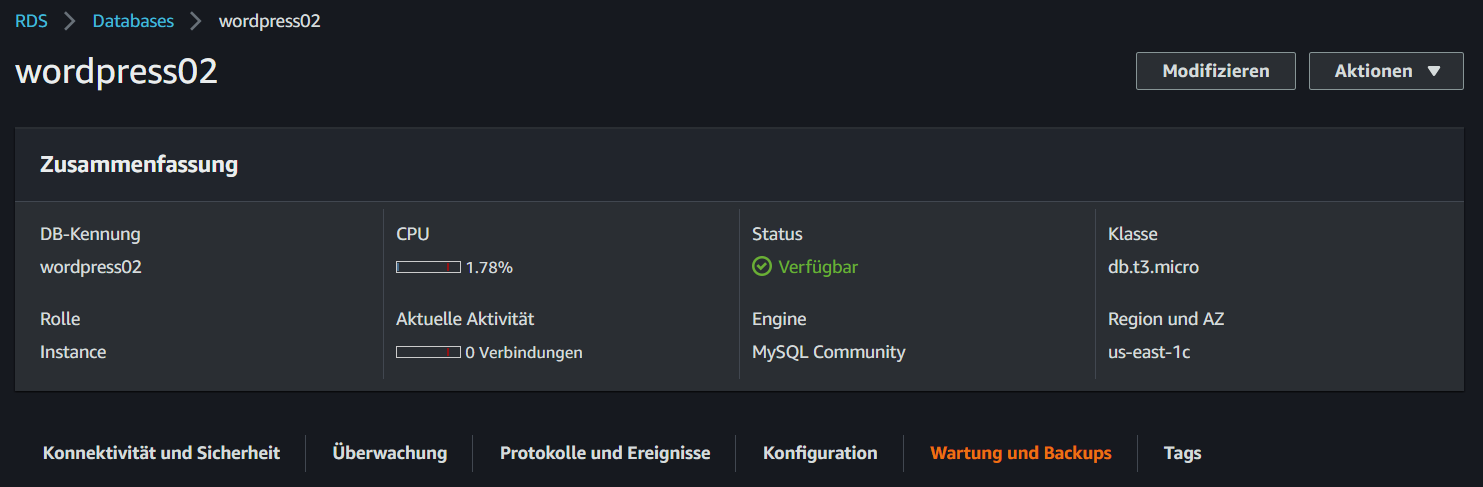 RDS > Databases > wordpress02
wordpress02
Modifizieren
Aktionen
Zusammenfassung
DB-Kennung
wordpress02
CPU
1.78%
Status
Verfügbar
Klasse
db.t3.micro
Rolle
Instance
Aktuelle Aktivität
0 Verbindungen
Engine
MySQL Community
Region und AZ
us-east-1c
Konnektivität und Sicherheit
Überwachung
Protokolle und Ereignisse
Konfiguration
Wartung und Backups
Tags